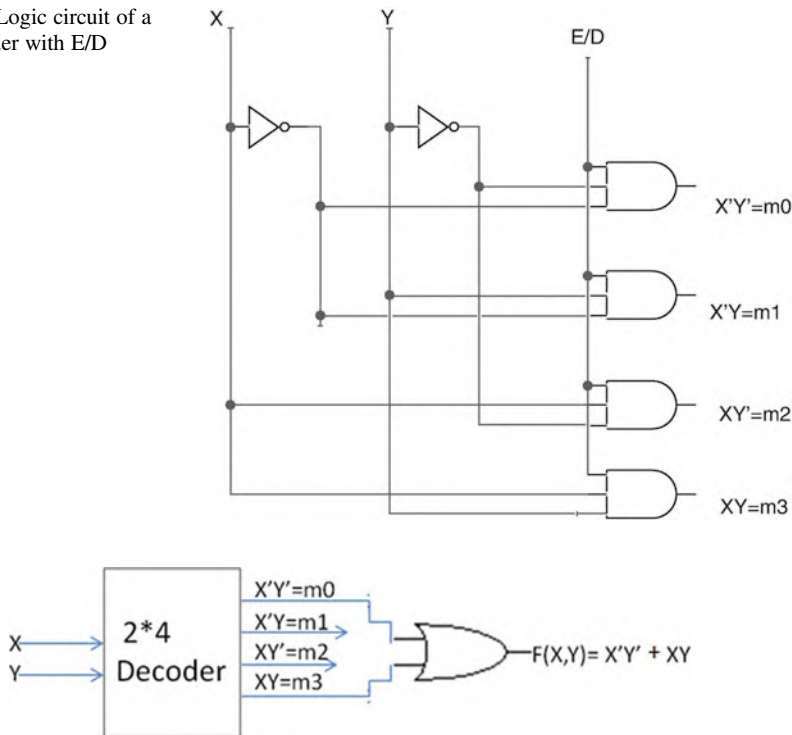 Logic circuit of a
er with E/D
X
Y
E/D
X'Y'=m0
X'Y=m1
XY'=m2
XY=m3
X
Y
2*4
Decoder
X'Y'=m0
X'Y=m1
XY'=m2
XY=m3
F(X,Y)= X'Y' + XY